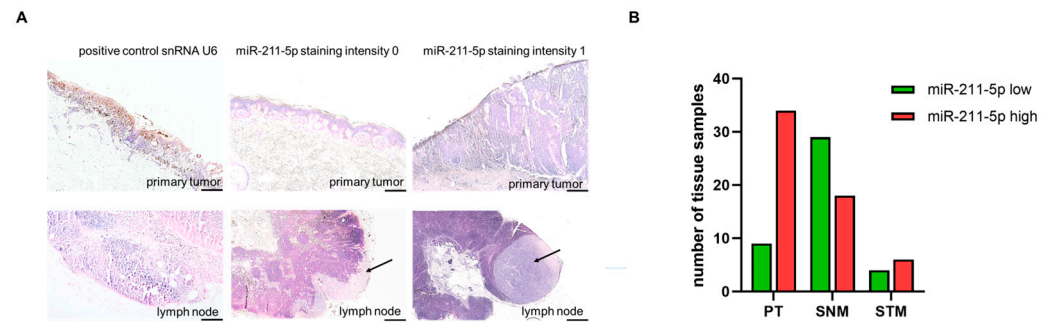 A
positive control snRNA U6
miR-211-5p staining intensity 0
miR-211-5p staining intensity 1
primary tumor
primary tumor
primary tumor
lymph node
lymph node
lymph node
B
miR-211-5p low
miR-211-5p high
number of tissue samples
40
30
20
10
0
PT
SNM
STM